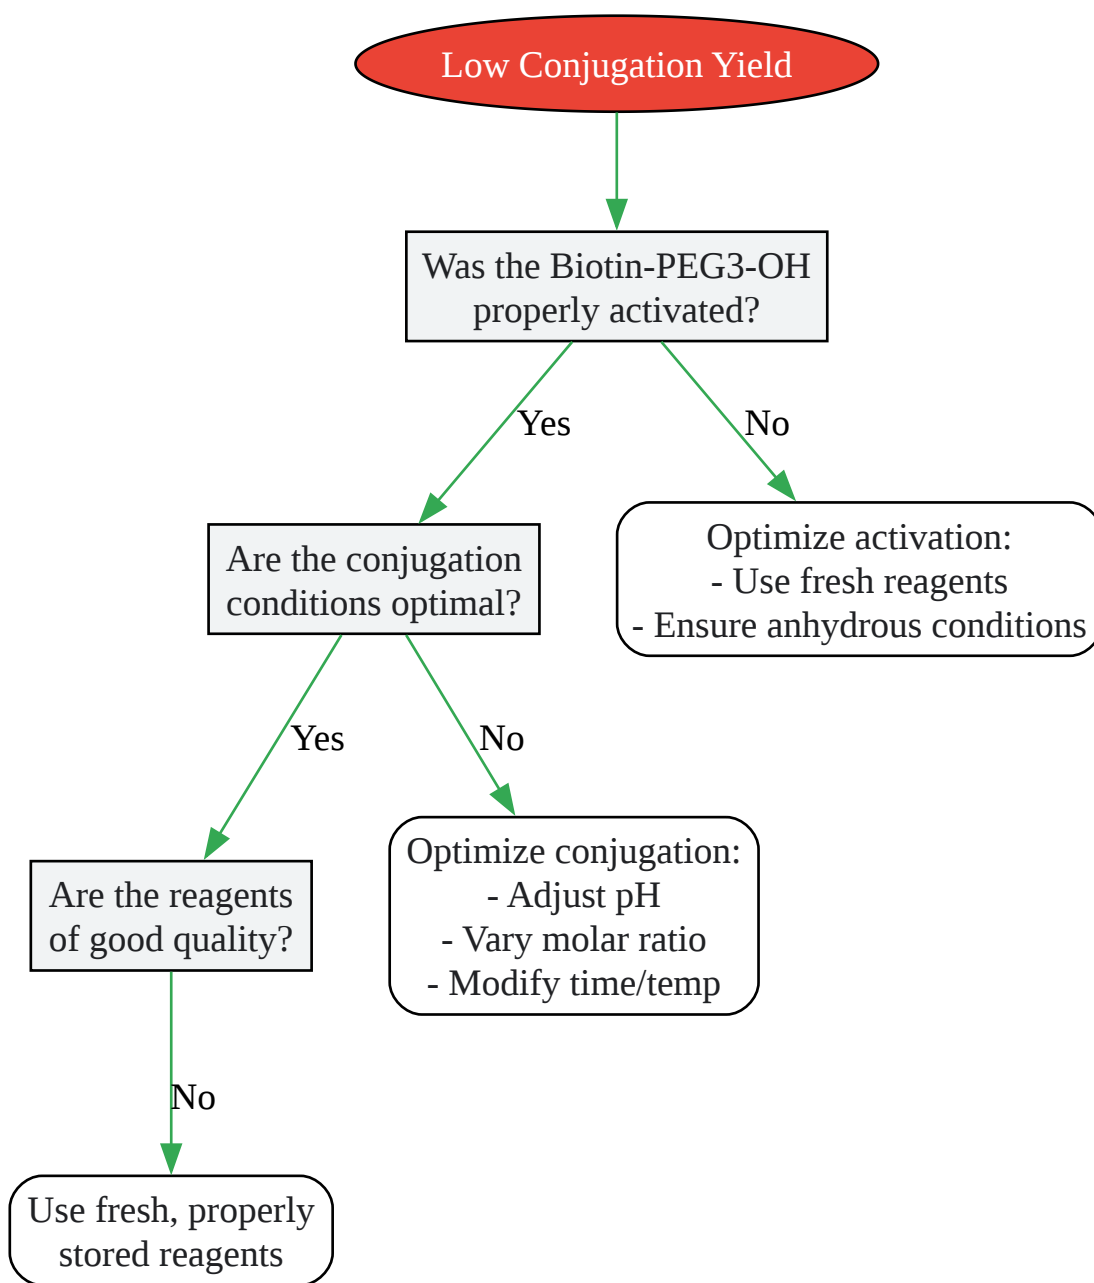 Low Conjugation Yield
Was the Biotin-PEG3-OH
properly activated?
Yes
No
Are the conjugation
conditions optimal?
Optimize activation:
- Use fresh reagents
- Ensure anhydrous conditions
Yes
No
Are the reagents
of good quality?
Optimize conjugation:
- Adjust pH
- Vary molar ratio
- Modify time/temp
No
Use fresh, properly
stored reagents